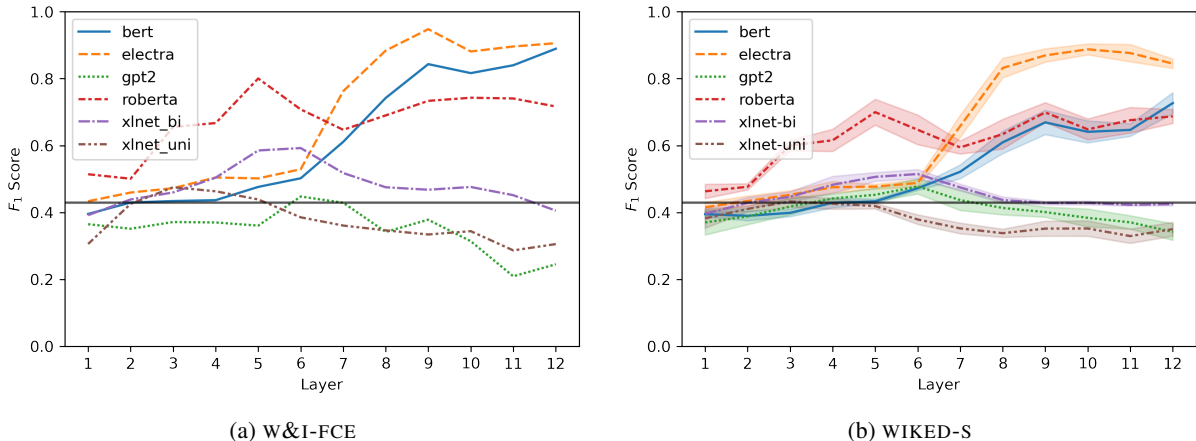 1.0
0.8
0.6
0.4
0.2
0.0
F1 Score
bert
electra
gpt2
roberta
xlnet_bi
xlnet_uni
1 2 3 4 5 6 7 8 9 10 11 12
Layer
(a) W&I-FCE
1.0
0.8
0.6
0.4
0.2
0.0
F1 Score
bert
electra
gpt2
roberta
xlnet-bi
xlnet-uni
1 2 3 4 5 6 7 8 9 10 11 12
Layer
(b) WIKED-S